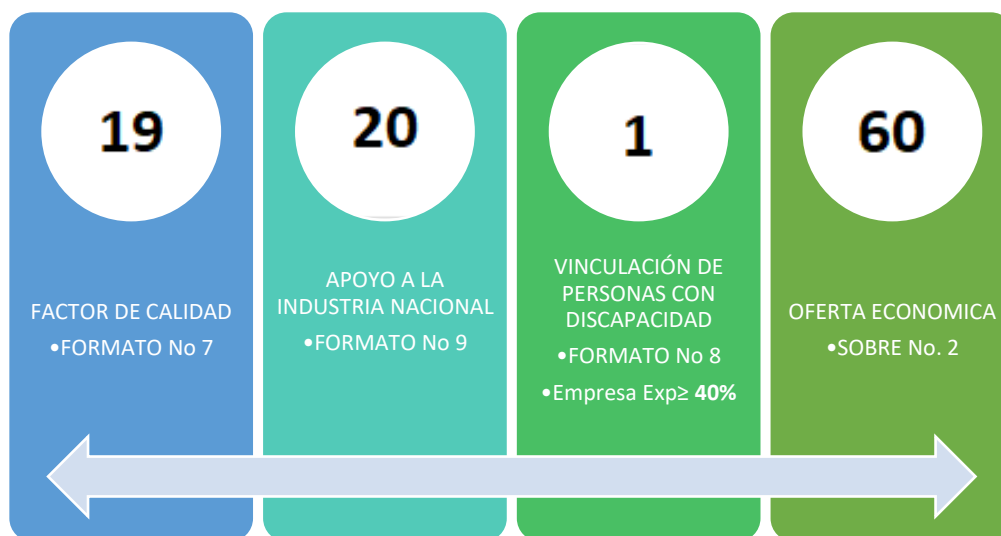 19
FACTOR DE CALIDAD
•FORMATO No 7
20
APOYO A LA
INDUSTRIA NACIONAL
•FORMATO No 9
1
VINCULACIÓN DE
PERSONAS CON
DISCAPACIDAD
•FORMATO No 8
•Empresa Exp≥ 40%
60
OFERTA ECONOMICA
•SOBRE No. 2